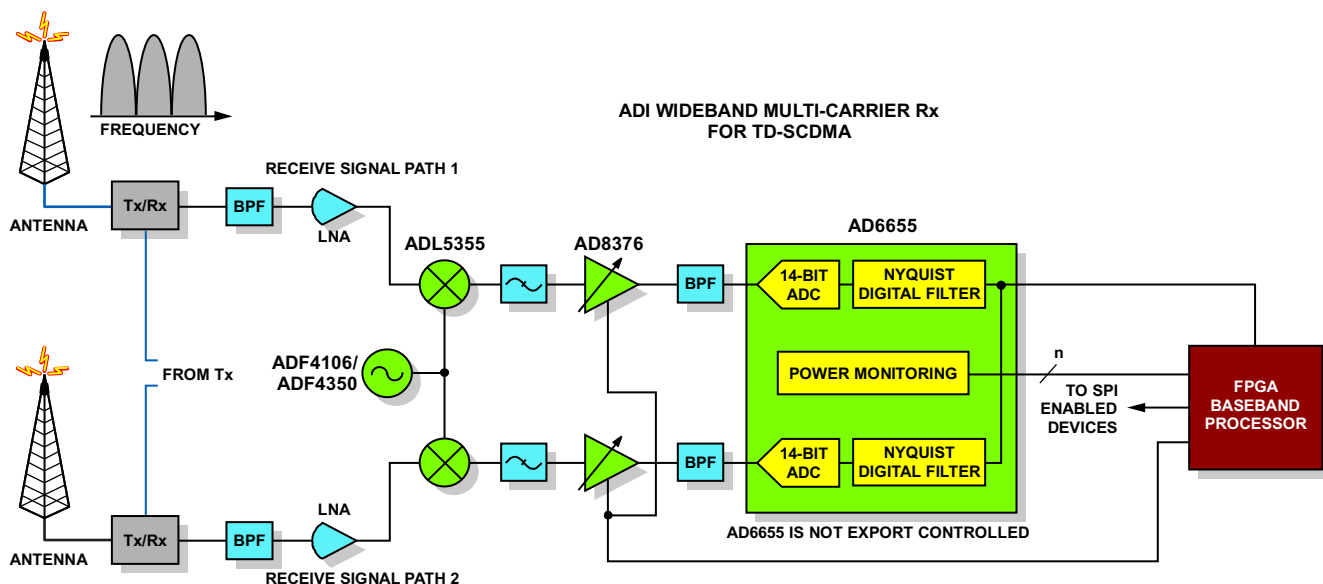 FREQUENCY
ADI WIDEBAND MULTI-CARRIER Rx
FOR TD-SCDMA
RECEIVE SIGNAL PATH 1
ANTENNA
Tx/Rx
BPF
LNA
ADL5355
AD8376
BPF
AD6655
14-BIT
ADC
NYQUIST
DIGITAL FILTER
ADF4106/
ADF4350
FROM Tx
POWER MONITORING
n
TO SPI
ENABLED
DEVICES
FPGA
BASEBAND
PROCESSOR
BPF
14-BIT
ADC
NYQUIST
DIGITAL FILTER
AD6655 IS NOT EXPORT CONTROLLED
ANTENNA
Tx/Rx
BPF
LNA
RECEIVE SIGNAL PATH 2